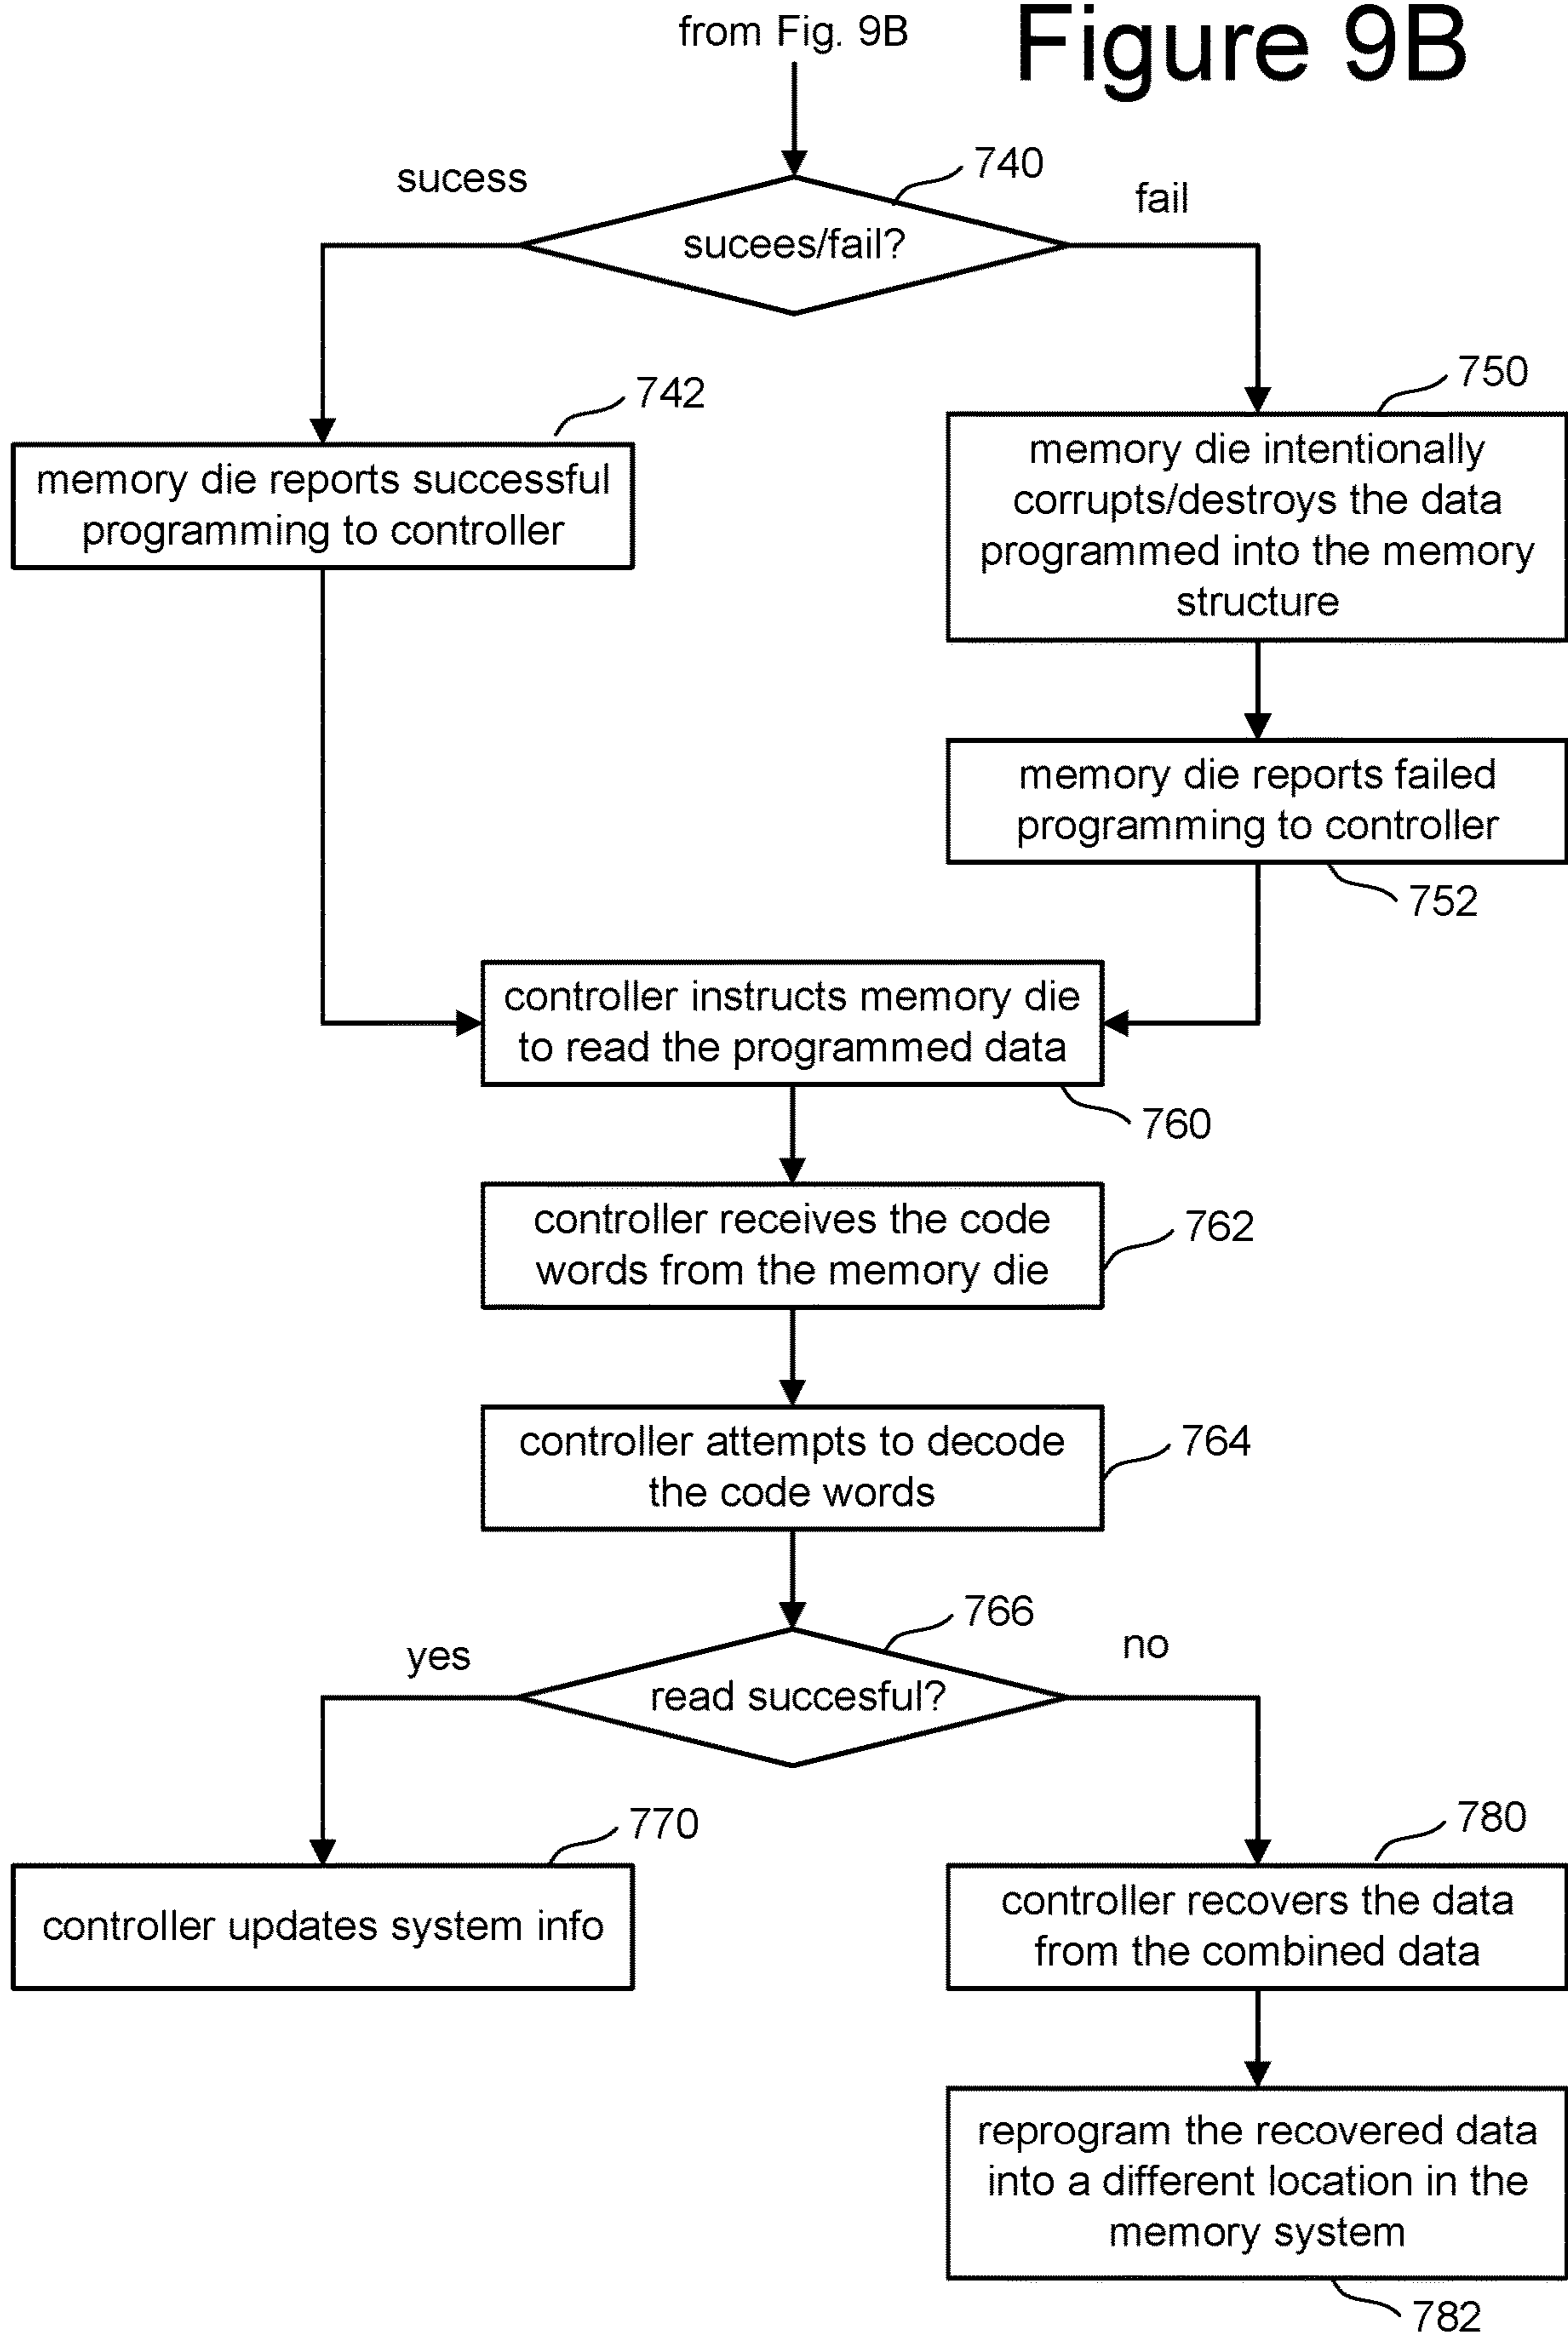 from Fig. 9B
Figure 9B
740
sucess
fail
sucees/fail?
750
742
memory die intentionally
corrupts/destroys the data
programmed into the memory
structure
memory die reports successful
programming to controller
memory die reports failed
programming to controller
752
controller instructs memory die
to read the programmed data
760
controller receives the code
words from the memory die
762
controller attempts to decode
the code words
764
766
yes
no
read succesful?
770
780
controller updates system info
controller recovers the data
from the combined data
reprogram the recovered data
into a different location in the
memory system
782